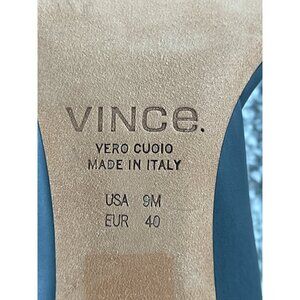 VINCE.
VERO CUOIO
MADE IN ITALY
USA 9M
EUR 40